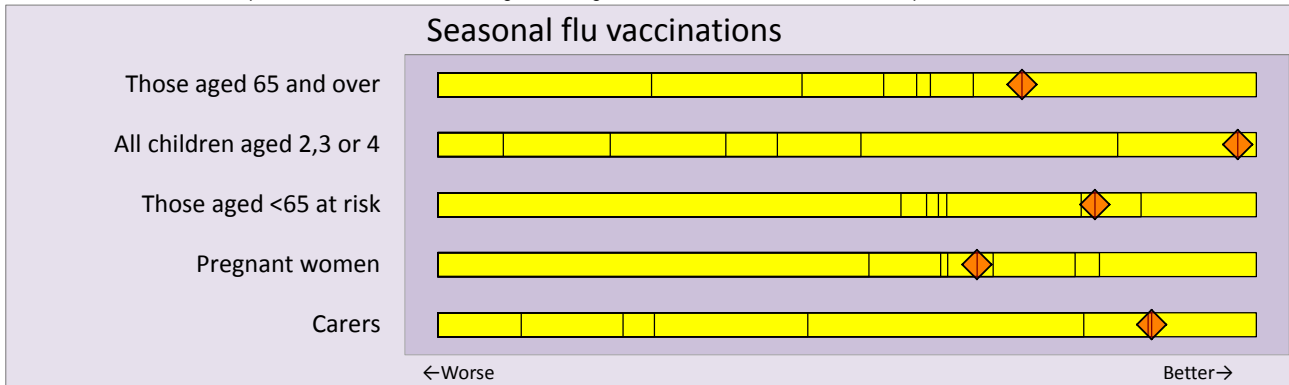 Seasonal flu vaccinations
Those aged 65 and over
All children aged 2,3 or 4
Those aged <65 at risk
Pregnant women
Carers
←Worse
Better→